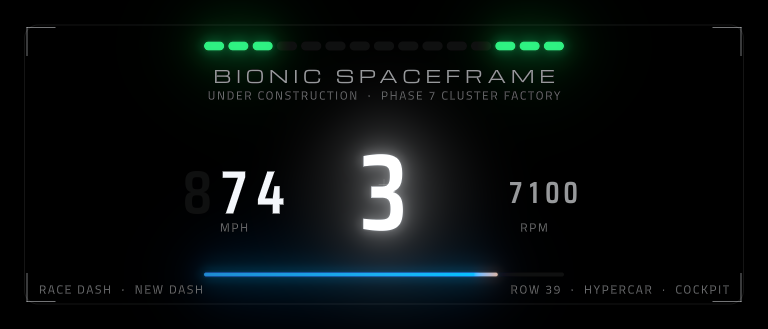 BIONIC SPACEFRAME
UNDER CONSTRUCTION · PHASE 7 CLUSTER FACTORY
74
MPH
3
7100
RPM
RACE DASH · NEW DASH
ROW 39 · HYPERCAR · COCKPIT